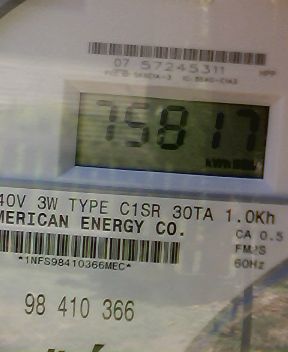 07 57245311
75817
kWh
40V 3W TYPE C1SR 30TA 1.0Kh
MERICAN ENERGY CO.
CA 0.5
FM2S
60Hz
*1NFS98410366MEC*
98 410 366